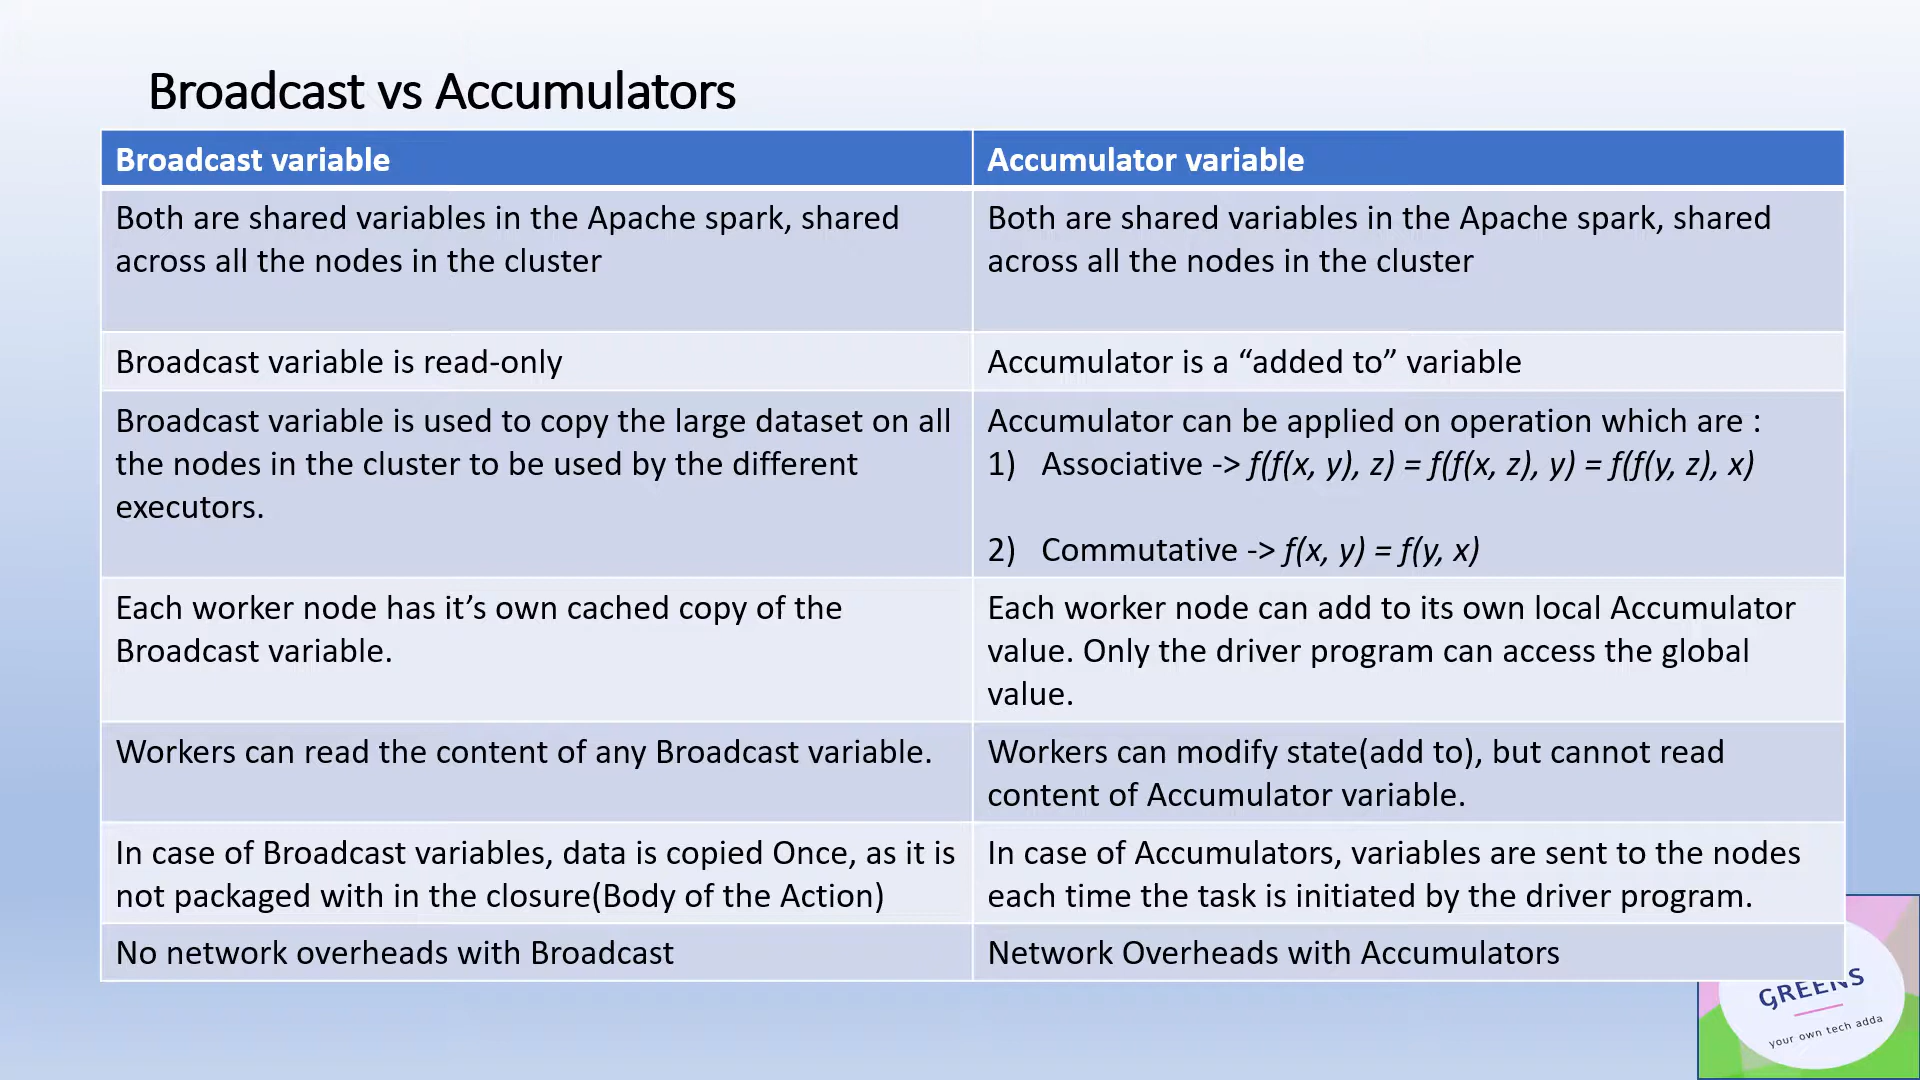 Broadcast vs Accumulators
Broadcast variable
Accumulator variable
Both are shared variables in the Apache spark, shared
across all the nodes in the cluster
Both are shared variables in the Apache spark, shared
across all the nodes in the cluster
Broadcast variable is read-only
Accumulator is a “added to” variable
Broadcast variable is used to copy the large dataset on all
the nodes in the cluster to be used by the different
executors.
Accumulator can be applied on operation which are :
1) Associative -> f(f(x, y), z) = f(f(x, z), y) = f(f(y, z), x)
2) Commutative -> f(x, y) = f(y, x)
Each worker node has it’s own cached copy of the
Broadcast variable.
Each worker node can add to its own local Accumulator
value. Only the driver program can access the global
value.
Workers can read the content of any Broadcast variable.
Workers can modify state(add to), but cannot read
content of Accumulator variable.
In case of Broadcast variables, data is copied Once, as it is
not packaged with in the closure(Body of the Action)
In case of Accumulators, variables are sent to the nodes
each time the task is initiated by the driver program.
No network overheads with Broadcast
Network Overheads with Accumulators
GREENS
your own tech adda